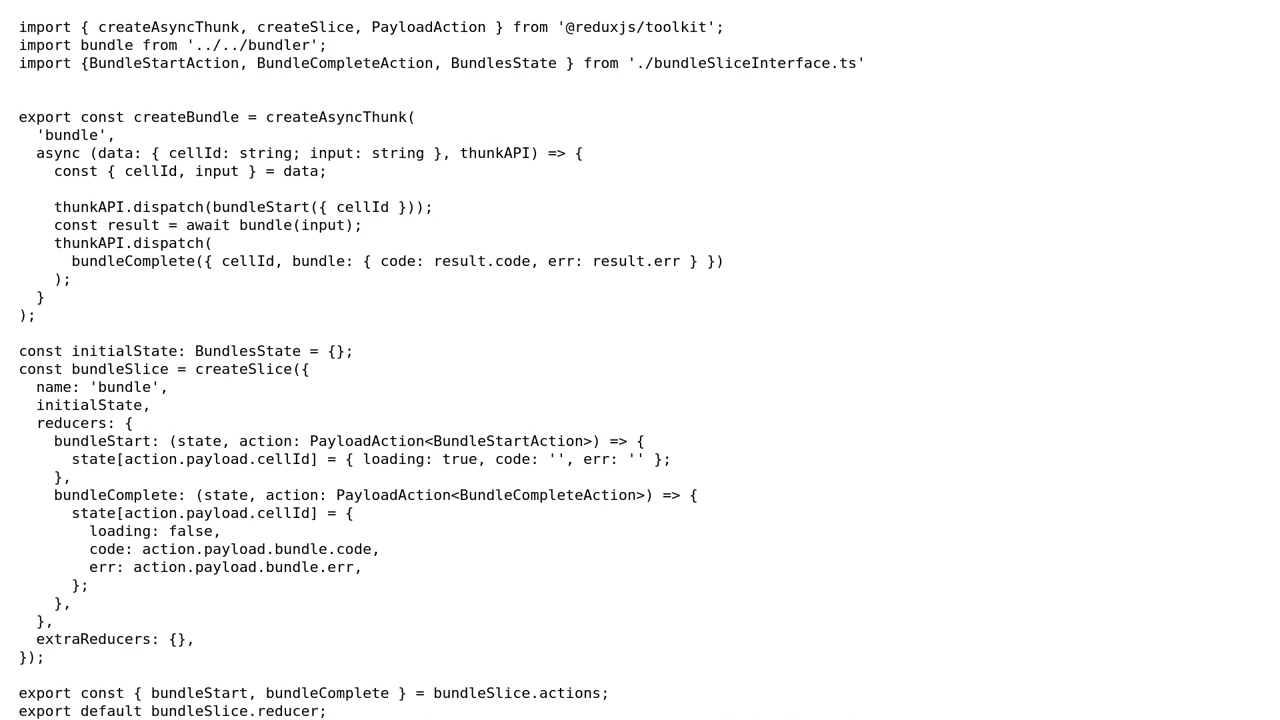 import { createAsyncThunk, createSlice, PayloadAction } from '@reduxjs/toolkit';
import bundle from '../../bundler';
import {BundleStartAction, BundleCompleteAction, BundlesState } from './bundleSliceInterface.ts'
export const createBundle = createAsyncThunk(
  'bundle',
  async (data: { cellId: string; input: string }, thunkAPI) => {
    const { cellId, input } = data;
    thunkAPI.dispatch(bundleStart({ cellId }));
    const result = await bundle(input);
    thunkAPI.dispatch(
      bundleComplete({ cellId, bundle: { code: result.code, err: result.err } })
    );
  }
);
const initialState: BundlesState = {};
const bundleSlice = createSlice({
  name: 'bundle',
  initialState,
  reducers: {
    bundleStart: (state, action: PayloadAction<BundleStartAction>) => {
      state[action.payload.cellId] = { loading: true, code: '', err: '' };
    },
    bundleComplete: (state, action: PayloadAction<BundleCompleteAction>) => {
      state[action.payload.cellId] = {
        loading: false,
        code: action.payload.bundle.code,
        err: action.payload.bundle.err,
      };
    },
  },
  extraReducers: {},
});
export const { bundleStart, bundleComplete } = bundleSlice.actions;
export default bundleSlice.reducer;